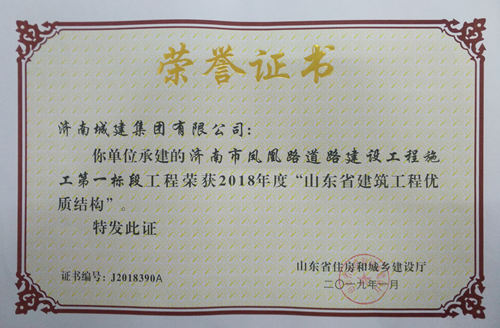 荣誉证书
济南城建集团有限公司：
你单位承建的济南市凤凰路道路建设工程施
工第一标段工程荣获2018年度“山东省建筑工程优
质结构”。
特发此证
山东省住房和城乡建设厅
证书编号：J2018390A
二〇一九年一月